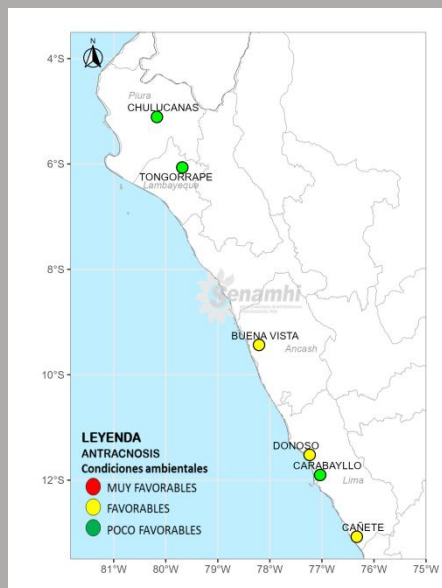 N
4°S
Piura
CHULUCANAS
6°S
TONGORRAPE
Lambayeque
8°S
Senamhi
BUENA VISTA
Ancash
10°S
DONOSO
CARABAYLLO
Lima
12°S
CAÑETE
LEYENDA
ANTRACNOSIS
Condiciones ambientales
MUY FAVORABLES
FAVORABLES
POCO FAVORABLES
81°W 80°W 79°W 78°W 77°W 76°W 75°W